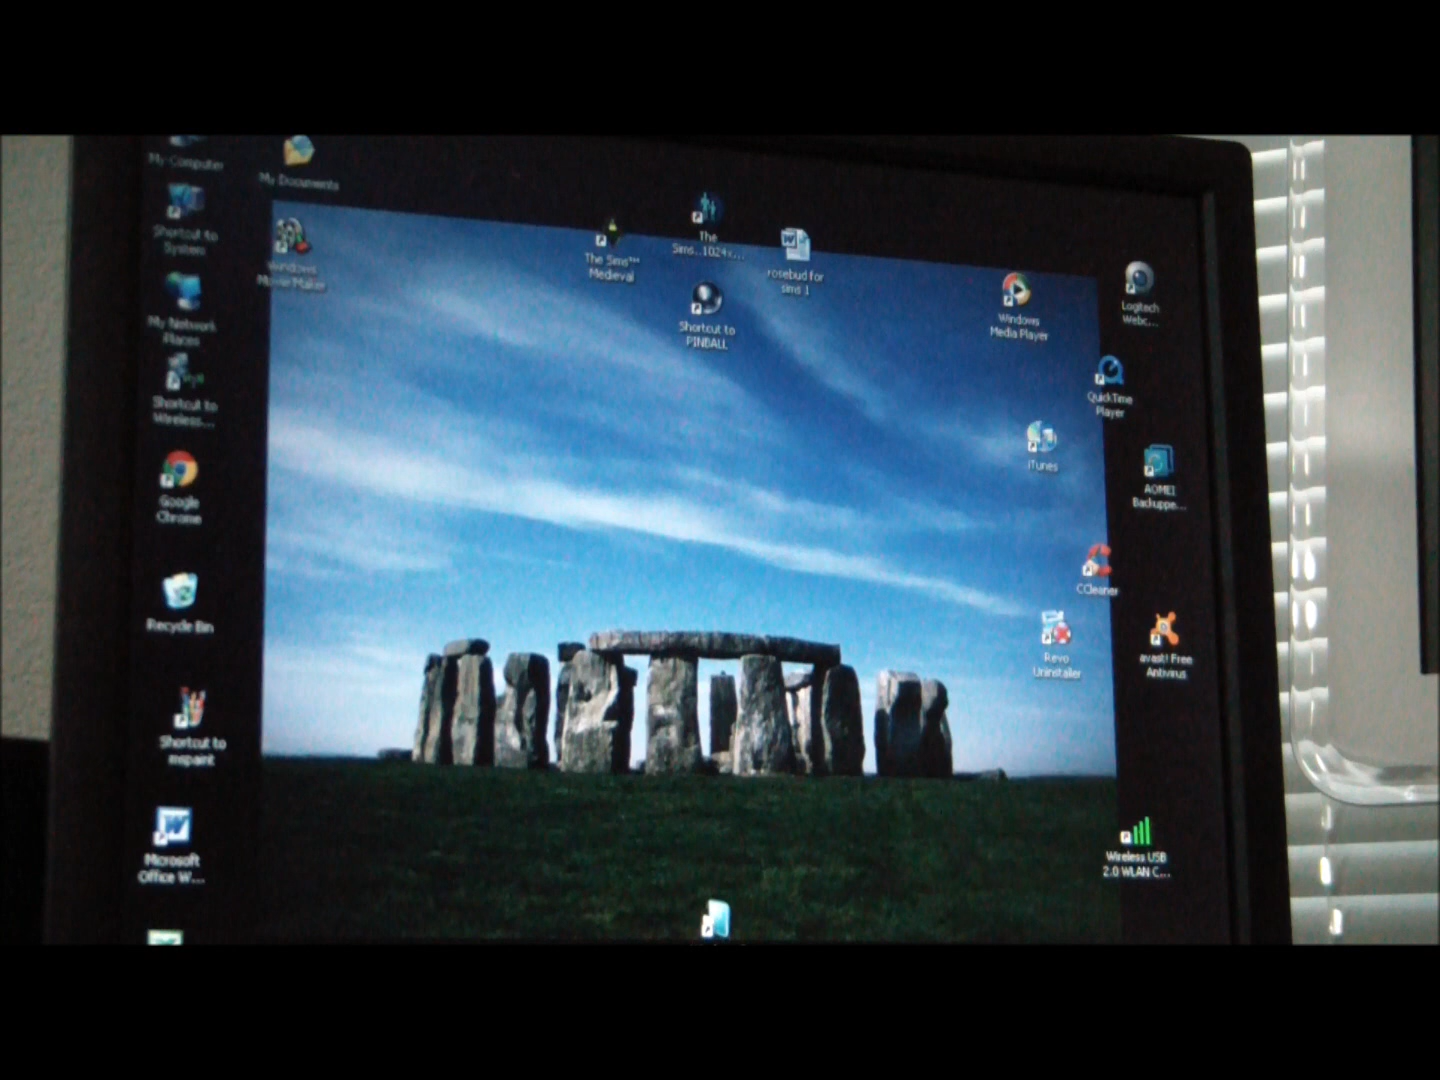 My Computer
My Documents
Shortcut to
System
Windows
Movie Maker
My Network
Places
Shortcut to
Wireless...
Google
Chrome
Recycle Bin
Shortcut to
mspaint
Microsoft
Office W...
The Sims™
Medieval
The
Sims..1024x...
rosebud for
sims 1
Shortcut to
PINBALL
Windows
Media Player
Logitech
Webc...
QuickTime
Player
iTunes
AOMEI
Backuppe...
CCleaner
Revo
Uninstaller
avast! Free
Antivirus
Wireless USB
2.0 WLAN C...